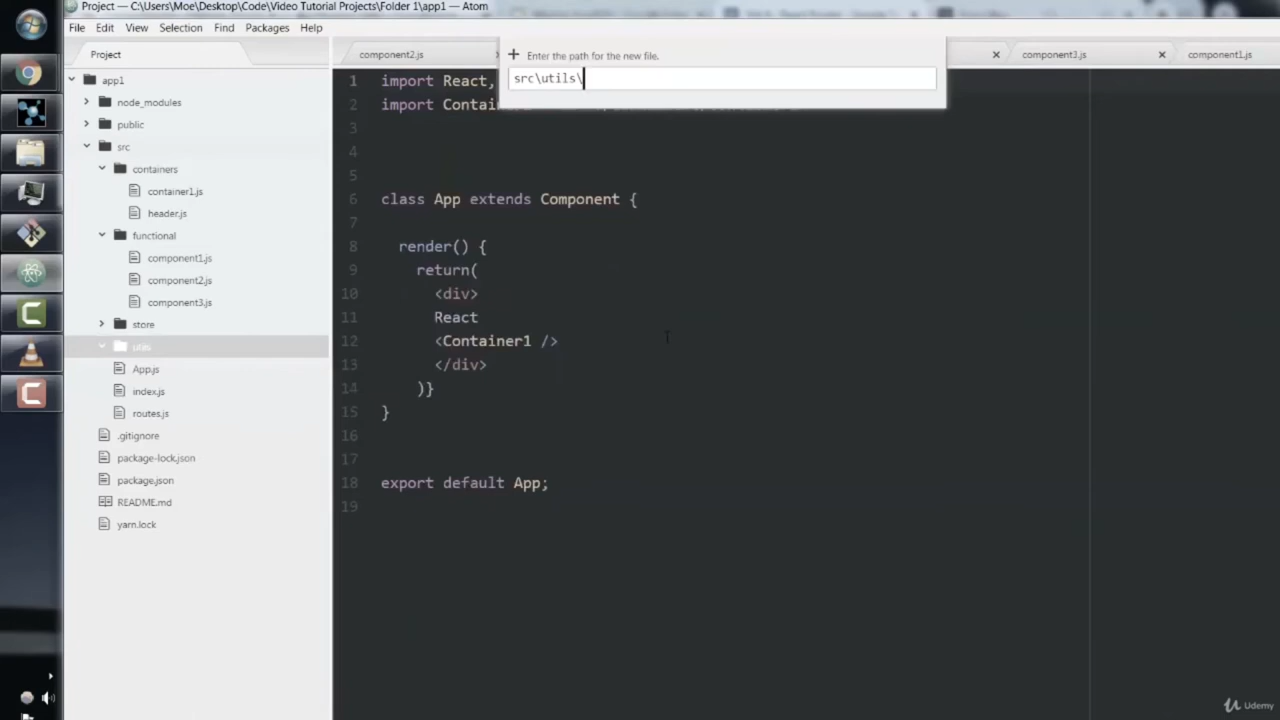 Project — C:\Users\Moe\Desktop\Code\Video Tutorial Projects\Folder 1\app1 — Atom
File Edit View Selection Find Packages Help
Project
component2.js
component3.js
component1.js
Enter the path for the new file.
src\utils\
app1
node_modules
public
src
containers
container1.js
header.js
functional
component1.js
component2.js
component3.js
store
utils
App.js
index.js
routes.js
.gitignore
package-lock.json
package.json
README.md
yarn.lock
1 import React,
2 import Contain
3
4
5
6 class App extends Component {
7
8 render() {
9 return(
10 <div>
11 React
12 <Container1 />
13 </div>
14 )}
15 }
16
17
18 export default App;
19
Udemy